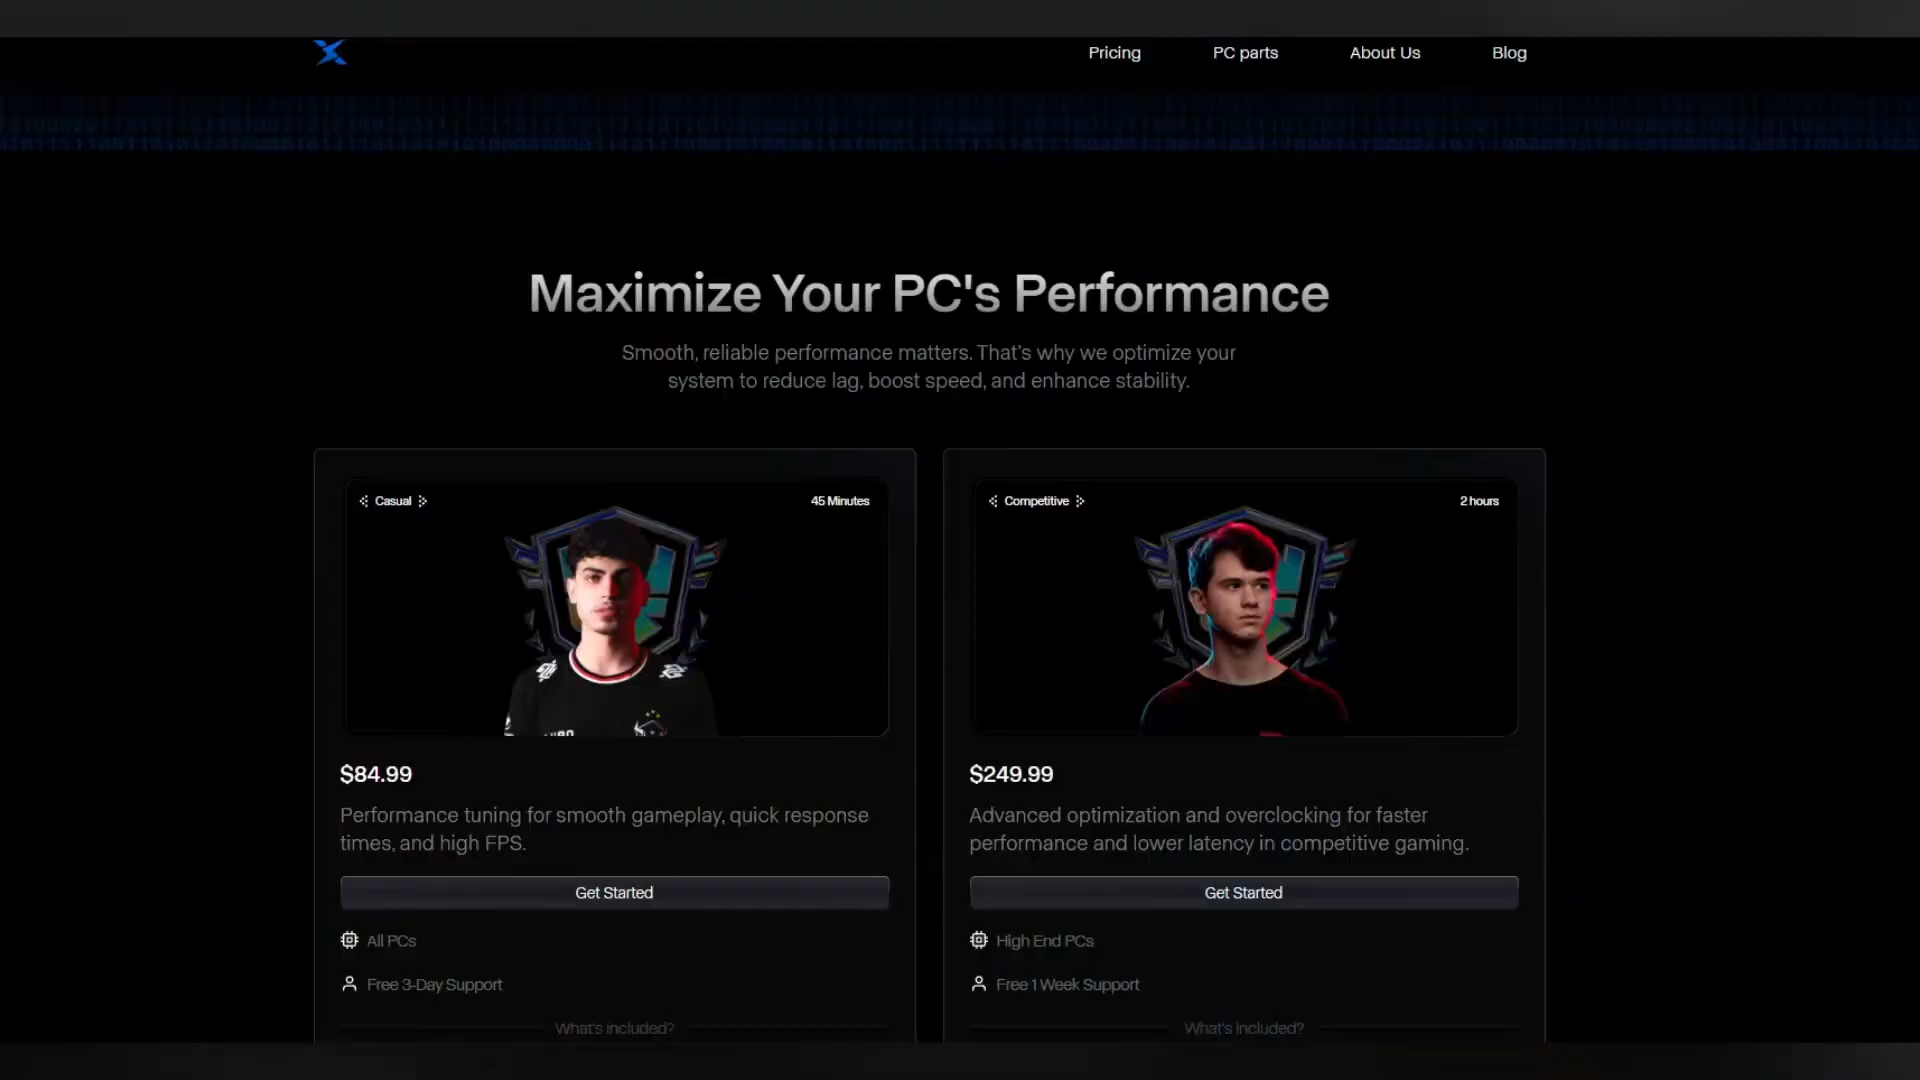 Pricing PC parts About Us Blog
Maximize Your PC's Performance
Smooth, reliable performance matters. That's why we optimize your
system to reduce lag, boost speed, and enhance stability.
Casual 45 Minutes
$84.99
Performance tuning for smooth gameplay, quick response
times, and high FPS.
Get Started
All PCs
Free 3-Day Support
What's included?
Competitive 2 hours
$249.99
Advanced optimization and overclocking for faster
performance and lower latency in competitive gaming.
Get Started
High End PCs
Free 1 Week Support
What's included?